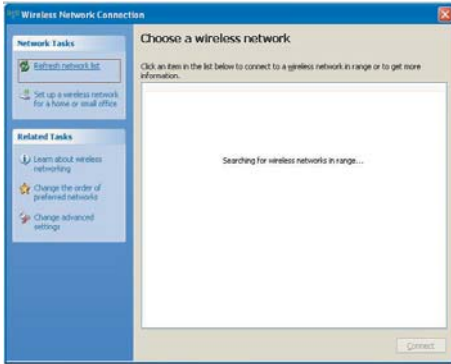 Wireless Network Connection
Network Tasks
Refresh network list
Set up a wireless network
for a home or small office
Related Tasks
Learn about wireless
networking
Change the order of
preferred networks
Change advanced
settings
Choose a wireless network
Click an item in the list below to connect to a wireless network in range or to get more
information.
Searching for wireless networks in range...
Connect